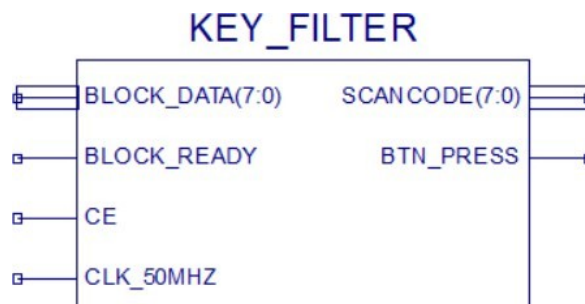 KEY_FILTER
BLOCK_DATA(7:0) SCANCODE(7:0)
BLOCK_READY BTN_PRESS
CE
CLK_50MHZ